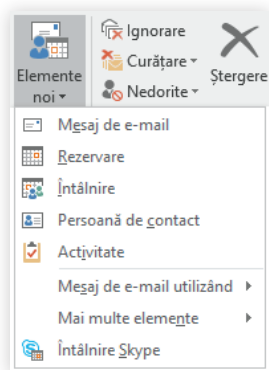 Elemente
noi
Ignorare
Curățare
Nedorite
Ștergere
Mesaj de e-mail
Rezervare
Întâlnire
Persoană de contact
Activitate
Mesaj de e-mail utilizând
Mai multe elemente
Întâlnire Skype